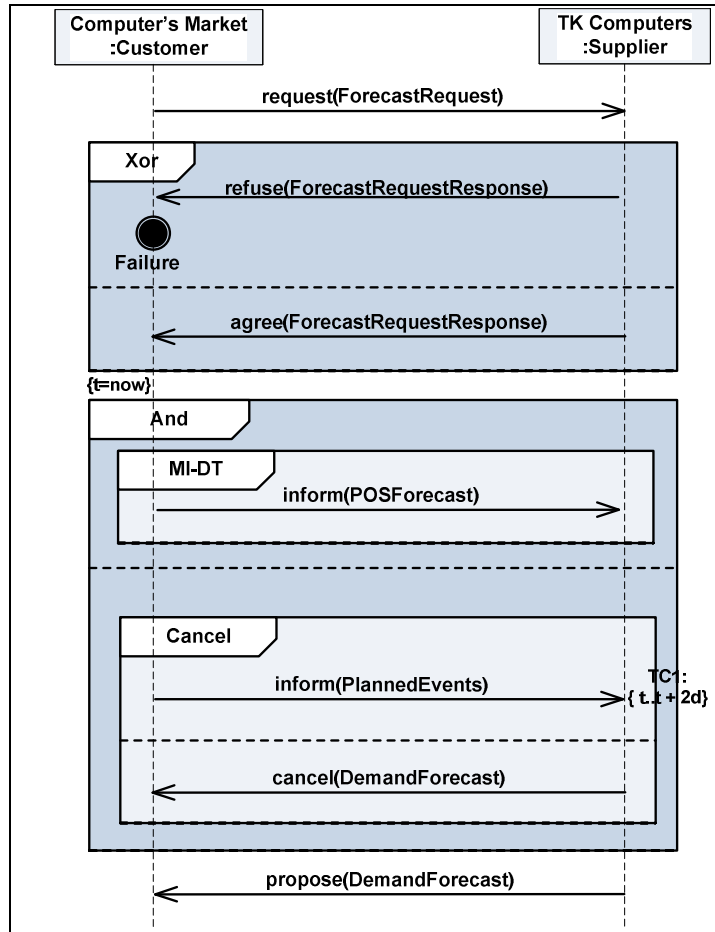 Computer's Market
:Customer
TK Computers
:Supplier
request(ForecastRequest)
Xor
refuse(ForecastRequestResponse)
Failure
agree(ForecastRequestResponse)
{t=now}
And
MI-DT
inform(POSForecast)
Cancel
inform(PlannedEvents)
TC1:
{ t..t + 2d}
cancel(DemandForecast)
propose(DemandForecast)